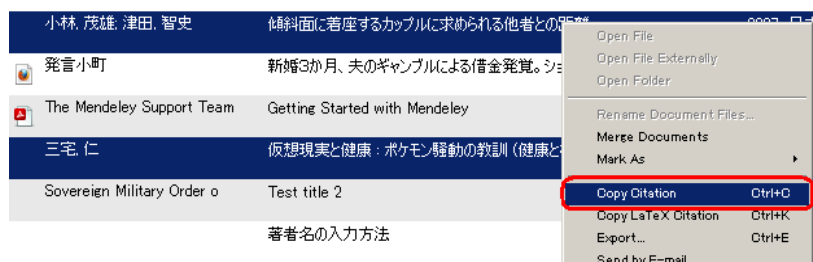 小林, 茂雄; 津田, 智史 傾斜面に着座するカップルに求められる他者との距離
発言小町 新婚3か月、夫のギャンブルによる借金発覚。ショ
The Mendeley Support Team Getting Started with Mendeley
三宅, 仁 仮想現実と健康：ポケモン騒動の教訓 (健康と
Sovereign Military Order o Test title 2
著者名の入力方法
Open File
Open File Externally
Open Folder
Rename Document Files...
Merge Documents
Mark As
Copy Citation Ctrl+C
Copy LaTeX Citation Ctrl+K
Export... Ctrl+E
Send by E-mail